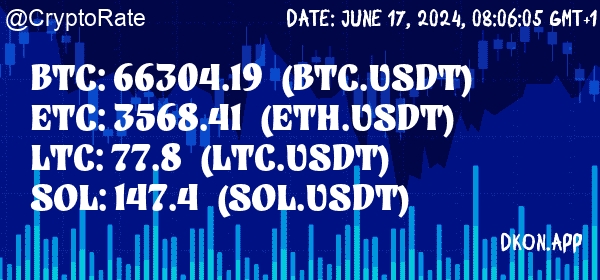 @CryptoRate
DATE: JUNE 17, 2024, 08:06:05 GMT+1
BTC: 66304.19 (BTC.USDT)
ETC: 3568.41 (ETH.USDT)
LTC: 77.8 (LTC.USDT)
SOL: 147.4 (SOL.USDT)
DKON.APP